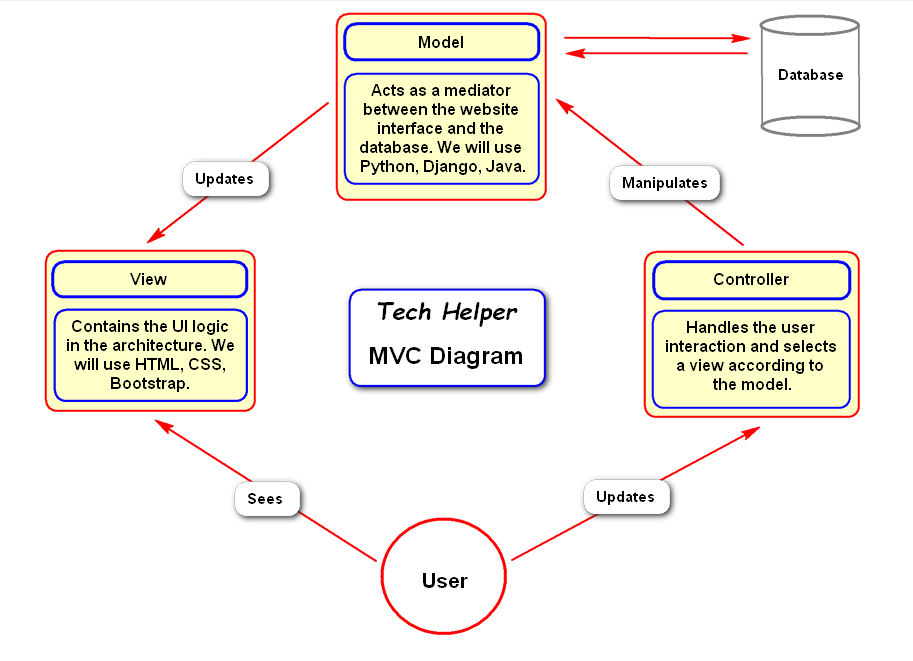 Model
Acts as a mediator
between the website
interface and the
database. We will use
Python, Django, Java.
Database
Updates
Manipulates
View
Contains the UI logic
in the architecture. We
will use HTML, CSS,
Bootstrap.
Tech Helper
MVC Diagram
Controller
Handles the user
interaction and selects
a view according to
the model.
Sees
Updates
User